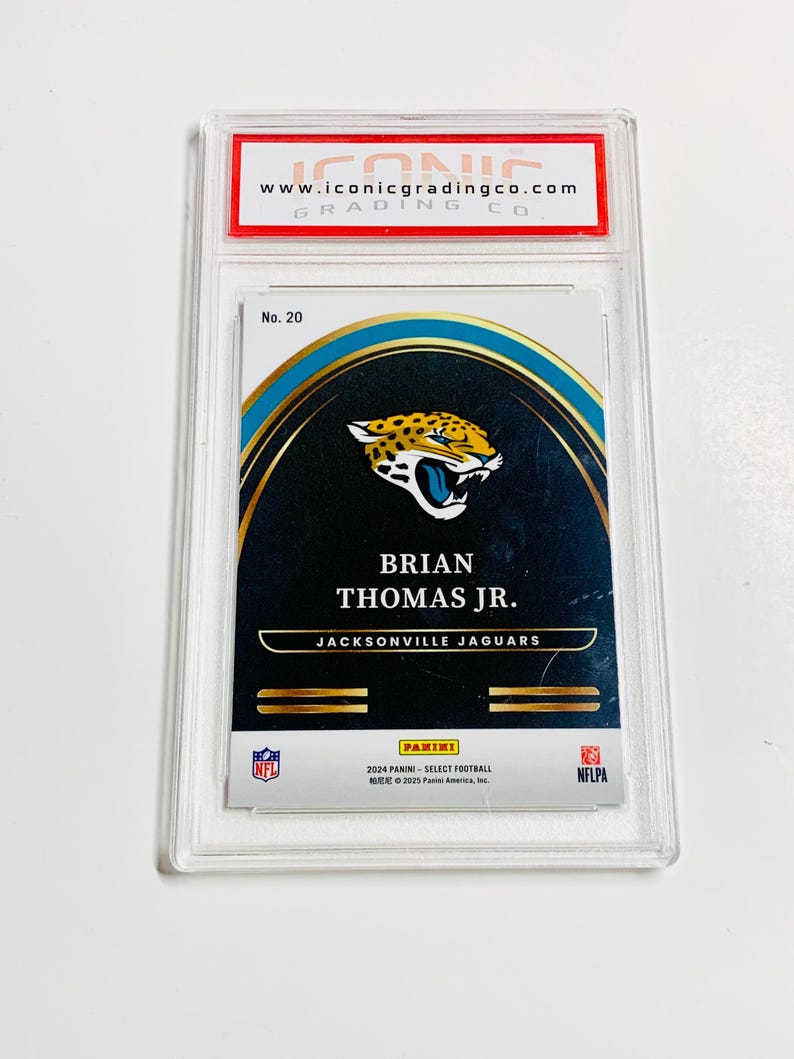 ICONIC
www.iconicgradingco.com
GRADING CO
No. 20
BRIAN
THOMAS JR.
JACKSONVILLE JAGUARS
PANINI
2024 PANINI – SELECT FOOTBALL
帕尼尼 © 2025 Panini America, Inc.
NFL
NFLPA